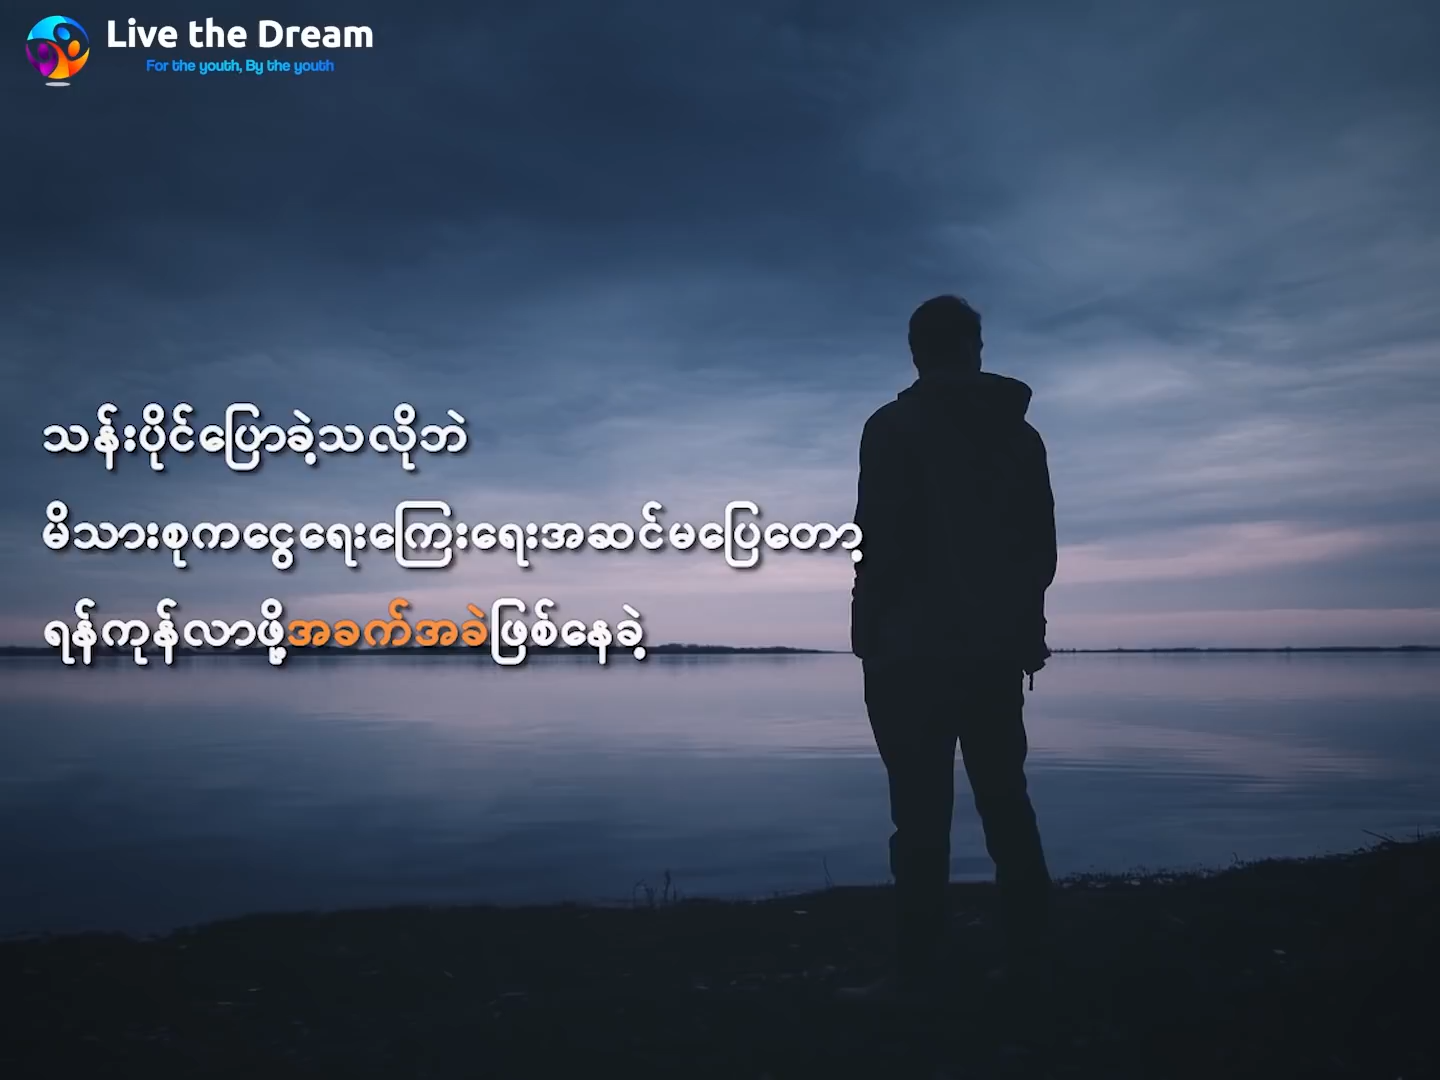 Live the Dream
For the youth, By the youth
သန်းပိုင်ပြောခဲ့သလိုဘဲ
မိသားစုကငွေရေးကြေးရေးအဆင်မပြေတော့
ရန်ကုန်လာဖို့အခက်အခဲဖြစ်နေခဲ့